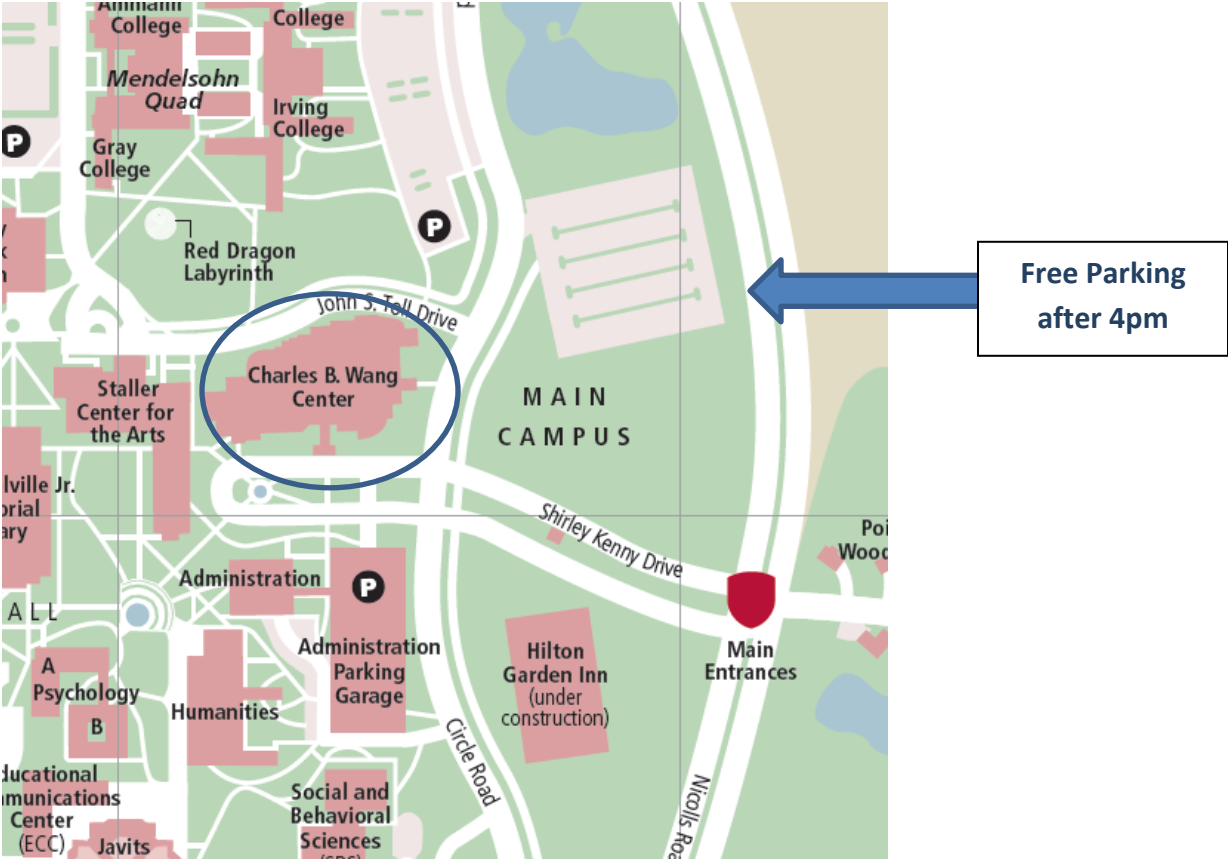 College
College
Mendelsohn
Quad
Irving
College
P
Gray
College
P
Red Dragon
Labyrinth
Free Parking
after 4pm
John S. Toll Drive
Charles B. Wang
Center
Staller
Center for
the Arts
MAIN
CAMPUS
Shirley Kenny Drive
Administration
P
Administration
Parking
Garage
Hilton
Garden Inn
(under
construction)
Main
Entrances
A
Psychology
B
Humanities
Circle Road
Nicolls
Center
(ECC)
Javits
Social and
Behavioral
Sciences